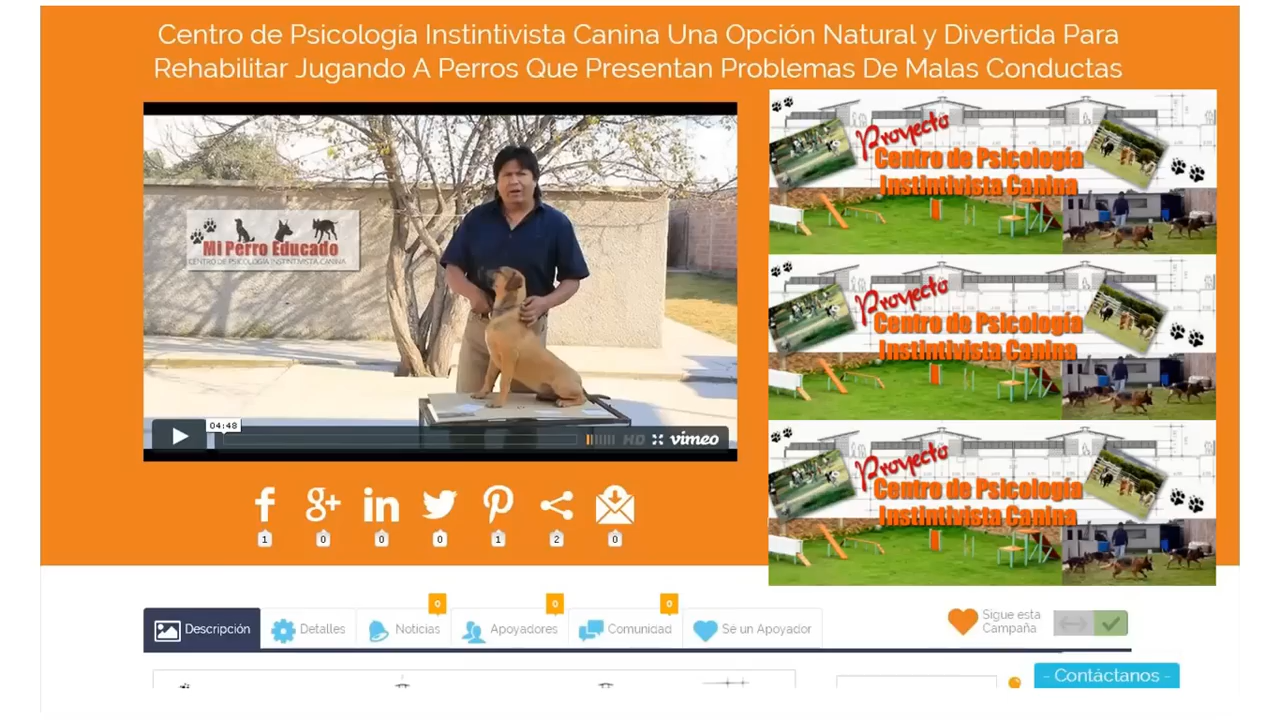 Centro de Psicología Instintivista Canina Una Opción Natural y Divertida Para
Rehabilitar Jugando A Perros Que Presentan Problemas De Malas Conductas
Mi Perro Educado
CENTRO DE PSICOLOGÍA INSTINTIVISTA CANINA
04:48
HD vimeo
Proyecto
Centro de Psicología
Instintivista Canina
Proyecto
Centro de Psicología
Instintivista Canina
Proyecto
Centro de Psicología
Instintivista Canina
1 0 0 0 1 2 0
0 0 0
Descripción Detalles Noticias Apoyadores Comunidad Sé un Apoyador
Sigue esta
Campaña
- Contáctanos -